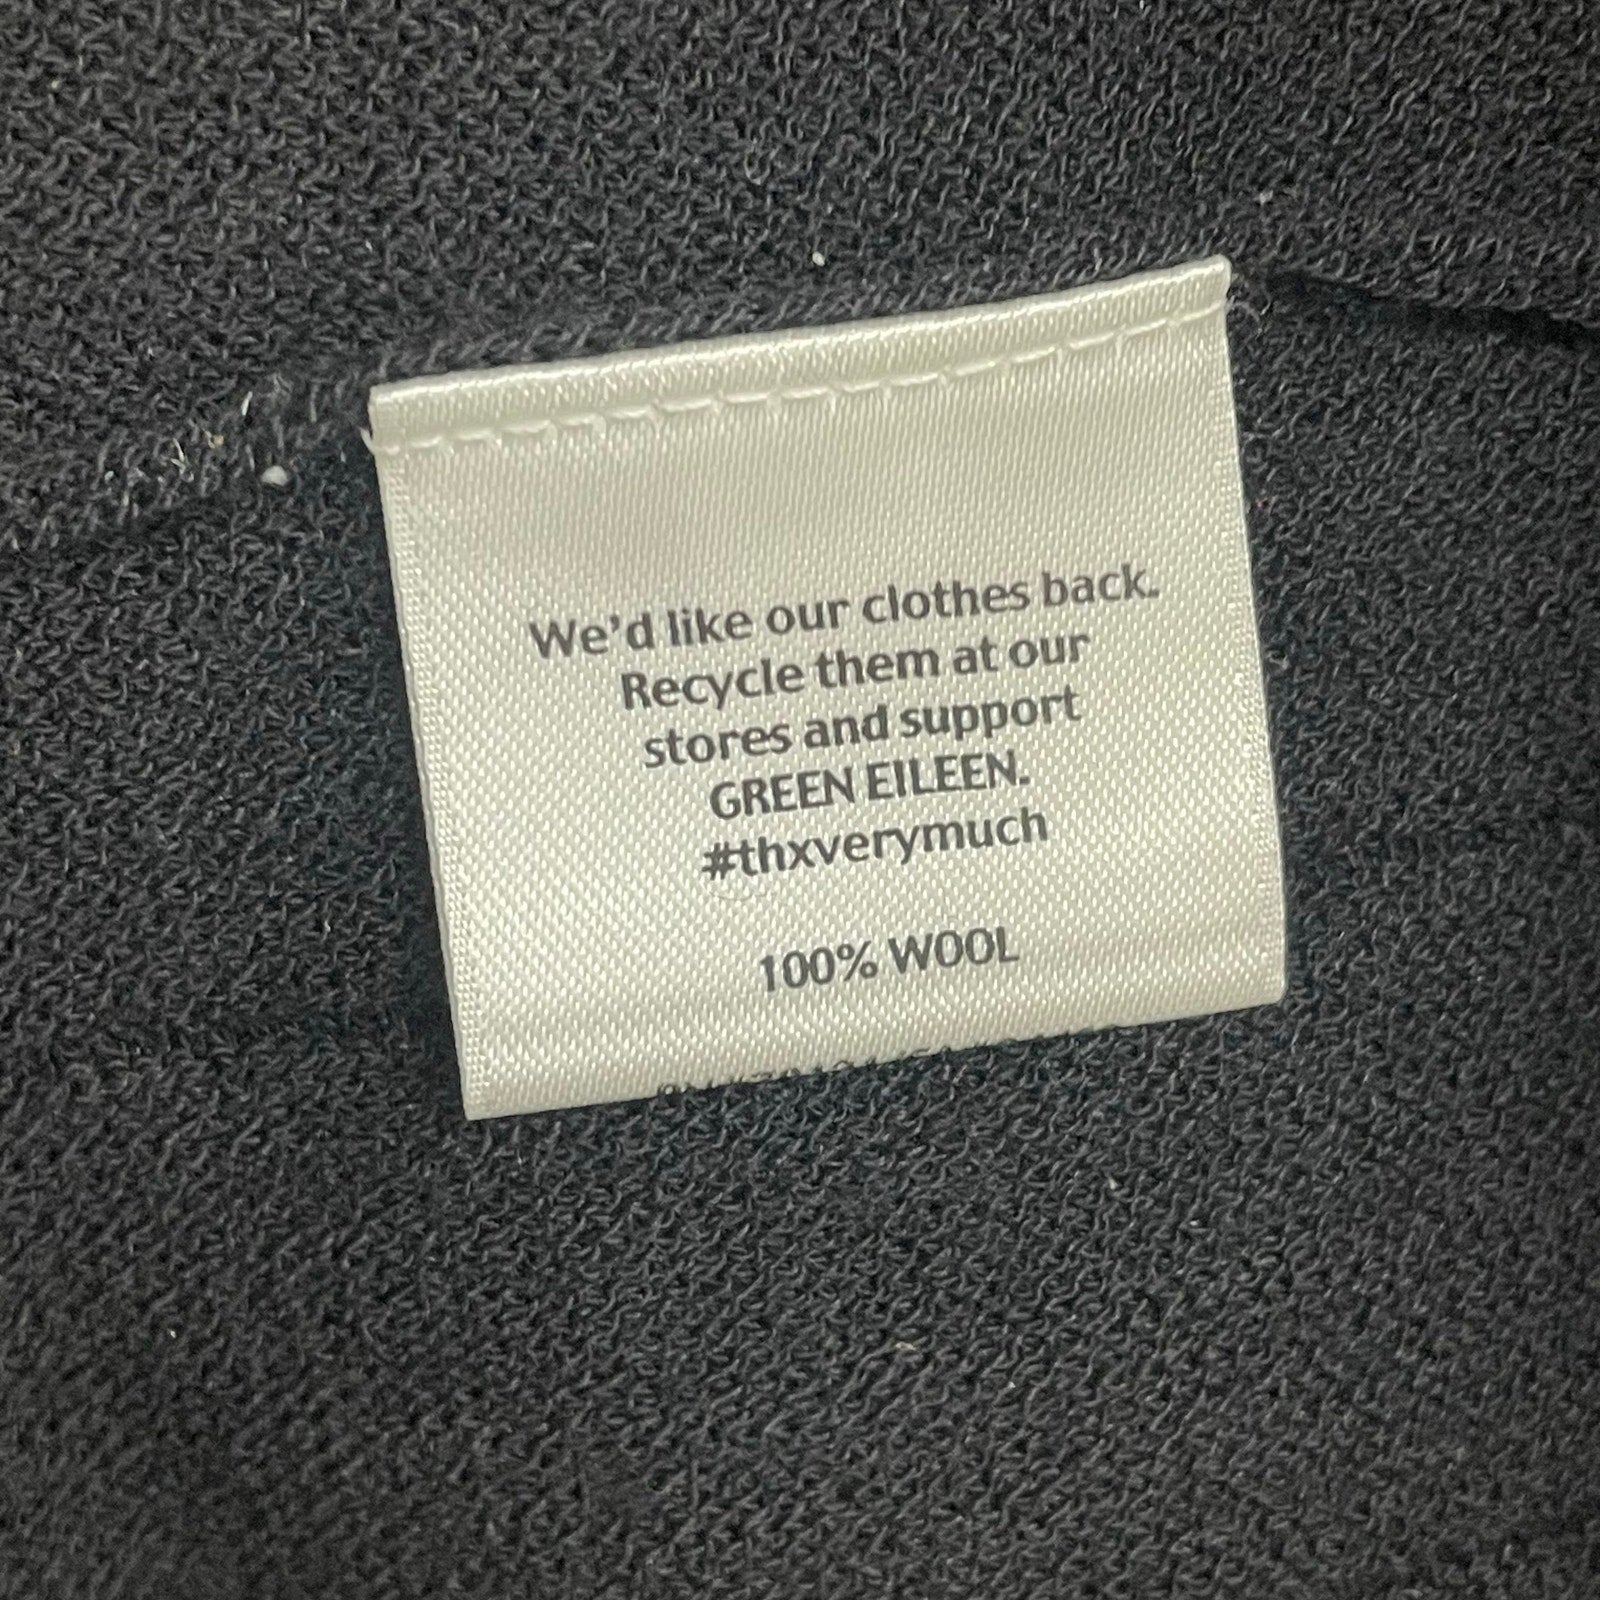 We'd like our clothes back.
Recycle them at our
stores and support
GREEN EILEEN.
#thxverymuch
100% WOOL